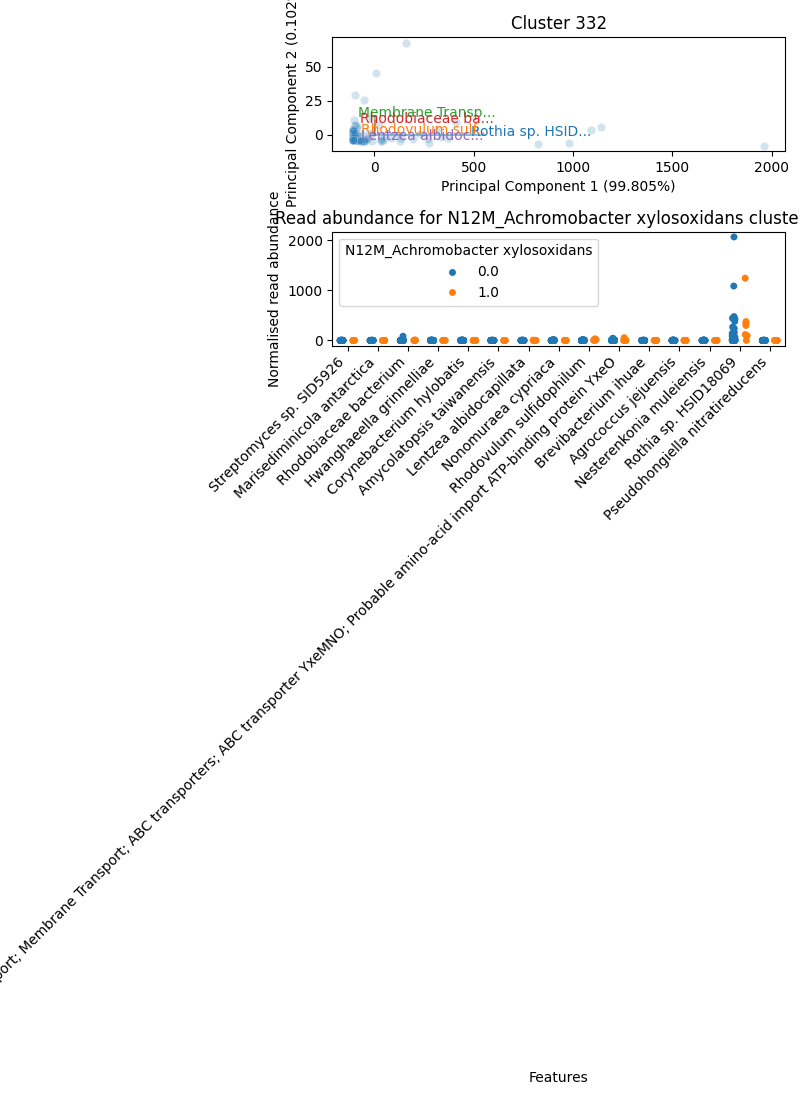 Cluster 332
Principal Component 2 (0.102
50
25
0
Membrane Transp...
Rhodobiaceae ba...
Rhodovulum sulf...
Rothia sp. HSID...
Lentzea albidoc...
0
500
1000
1500
2000
Principal Component 1 (99.805%)
Read abundance for N12M_Achromobacter xylosoxidans cluste
Normalised read abundance
2000
1000
0
N12M_Achromobacter xylosoxidans
0.0
1.0
Streptomyces sp. SID5926
Marisediminicola antarctica
Rhodobiaceae bacterium
Hwanghaeella grinnelliae
Corynebacterium hylobatis
Amycolatopsis taiwanensis
Lentzea albidocapillata
Nonomuraea cypriaca
Rhodovulum sulfidophilum
port; Membrane Transport; ABC transporters; ABC transporter YxeMNO; Probable amino-acid import ATP-binding protein YxeO
Brevibacterium ihuae
Agrococcus jejuensis
Nesterenkonia muleiensis
Rothia sp. HSID18069
Pseudohongiella nitratireducens
Features